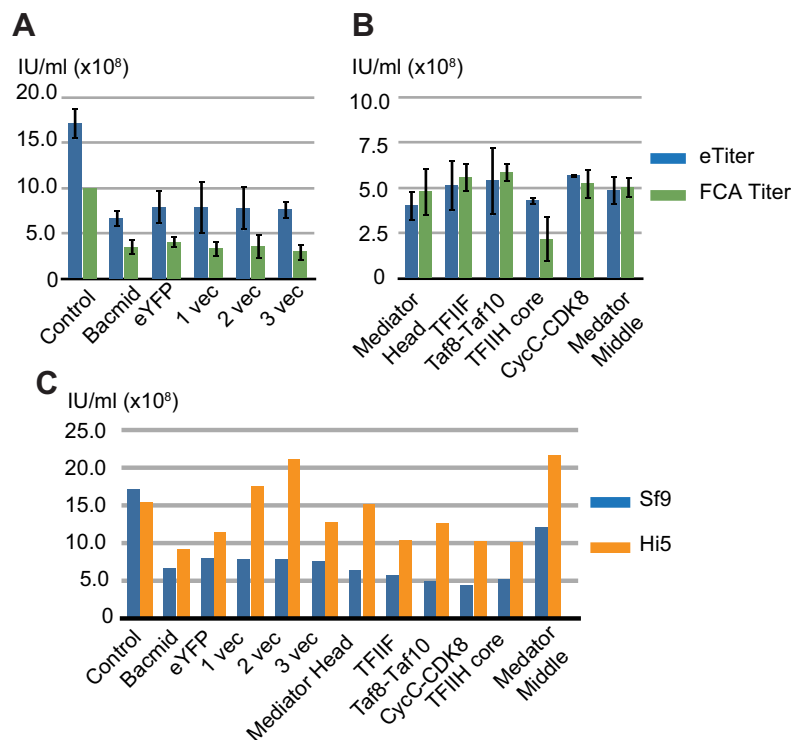 A
IU/ml (x10⁸)
20.0
15.0
10.0
5.0
0
Control
Bacmid
eYFP
1 vec
2 vec
3 vec
B
IU/ml (x10⁸)
10.0
7.5
5.0
2.5
0
Mediator
Head
TFIIF
Taf8-Taf10
TFIIH core
CycC-CDK8
Medator
Middle
eTiter
FCA Titer
C
IU/ml (x10⁸)
25.0
20.0
15.0
10.0
5.0
0
Control
Bacmid
eYFP
1 vec
2 vec
3 vec
Mediator Head
TFIIF
Taf8-Taf10
CycC-CDK8
TFIIH core
Medator
Middle
Sf9
Hi5